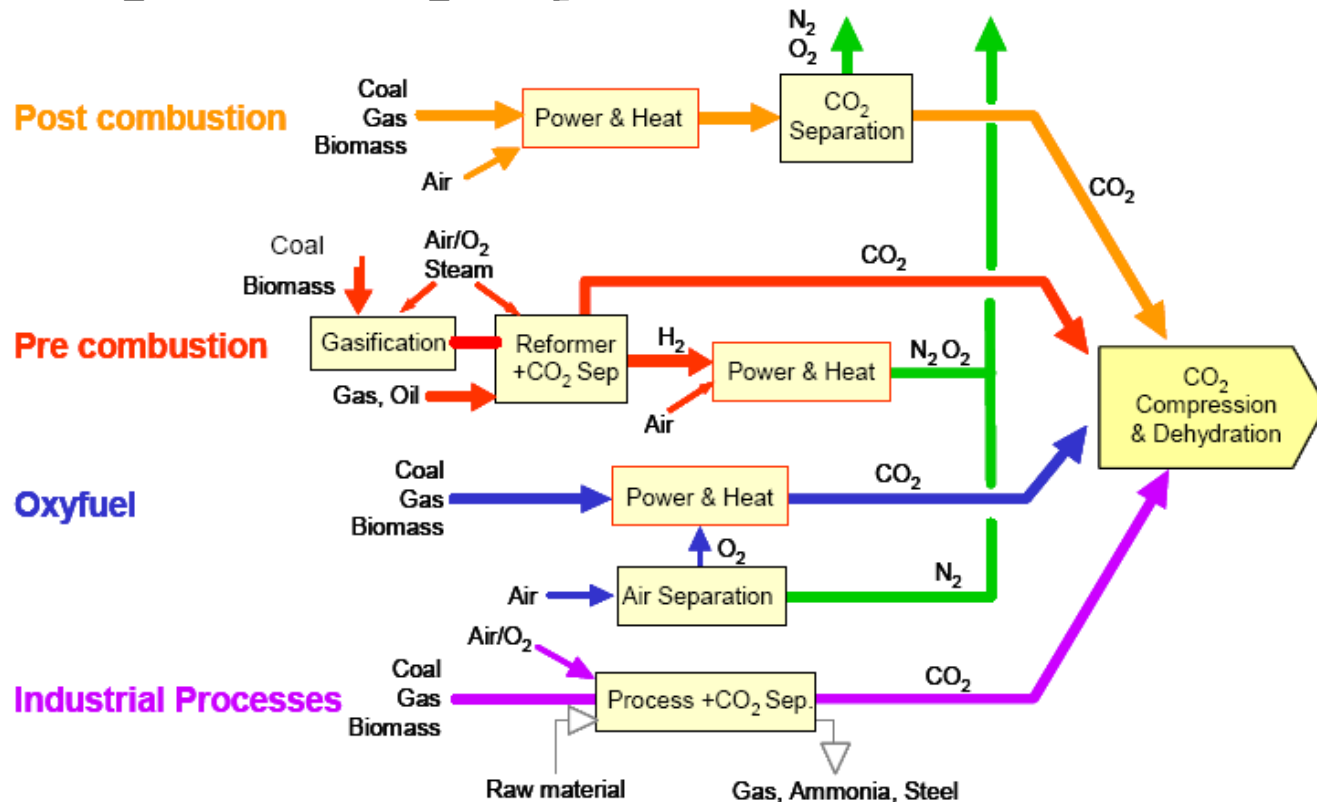 N₂
O₂
Post combustion
Coal
Gas
Biomass
Air
Power & Heat
CO₂
Separation
CO₂
Pre combustion
Coal
Biomass
Air/O₂
Steam
Gasification
Gas, Oil
Reformer
+CO₂ Sep
CO₂
H₂
Air
Power & Heat
N₂ O₂
CO₂
Compression
& Dehydration
Oxyfuel
Coal
Gas
Biomass
Power & Heat
CO₂
O₂
Air
Air Separation
N₂
Industrial Processes
Air/O₂
Coal
Gas
Biomass
Process +CO₂ Sep.
CO₂
Raw material
Gas, Ammonia, Steel